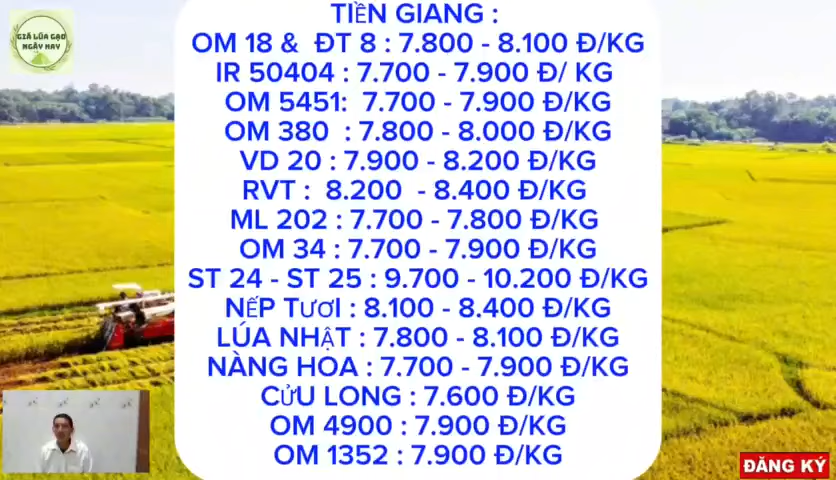 GIÁ LÚA GẠO
NGÀY NAY
TIỀN GIANG :
OM 18 & ĐT 8 : 7.800 - 8.100 Đ/KG
IR 50404 : 7.700 - 7.900 Đ/ KG
OM 5451: 7.700 - 7.900 Đ/KG
OM 380 : 7.800 - 8.000 Đ/KG
VD 20 : 7.900 - 8.200 Đ/KG
RVT : 8.200 - 8.400 Đ/KG
ML 202 : 7.700 - 7.800 Đ/KG
OM 34 : 7.700 - 7.900 Đ/KG
ST 24 - ST 25 : 9.700 - 10.200 Đ/KG
NẾP TƯƠI : 8.100 - 8.400 Đ/KG
LÚA NHẬT : 7.800 - 8.100 Đ/KG
NÀNG HOA : 7.700 - 7.900 Đ/KG
CỬU LONG : 7.600 Đ/KG
OM 4900 : 7.900 Đ/KG
OM 1352 : 7.900 Đ/KG
ĐĂNG KÝ